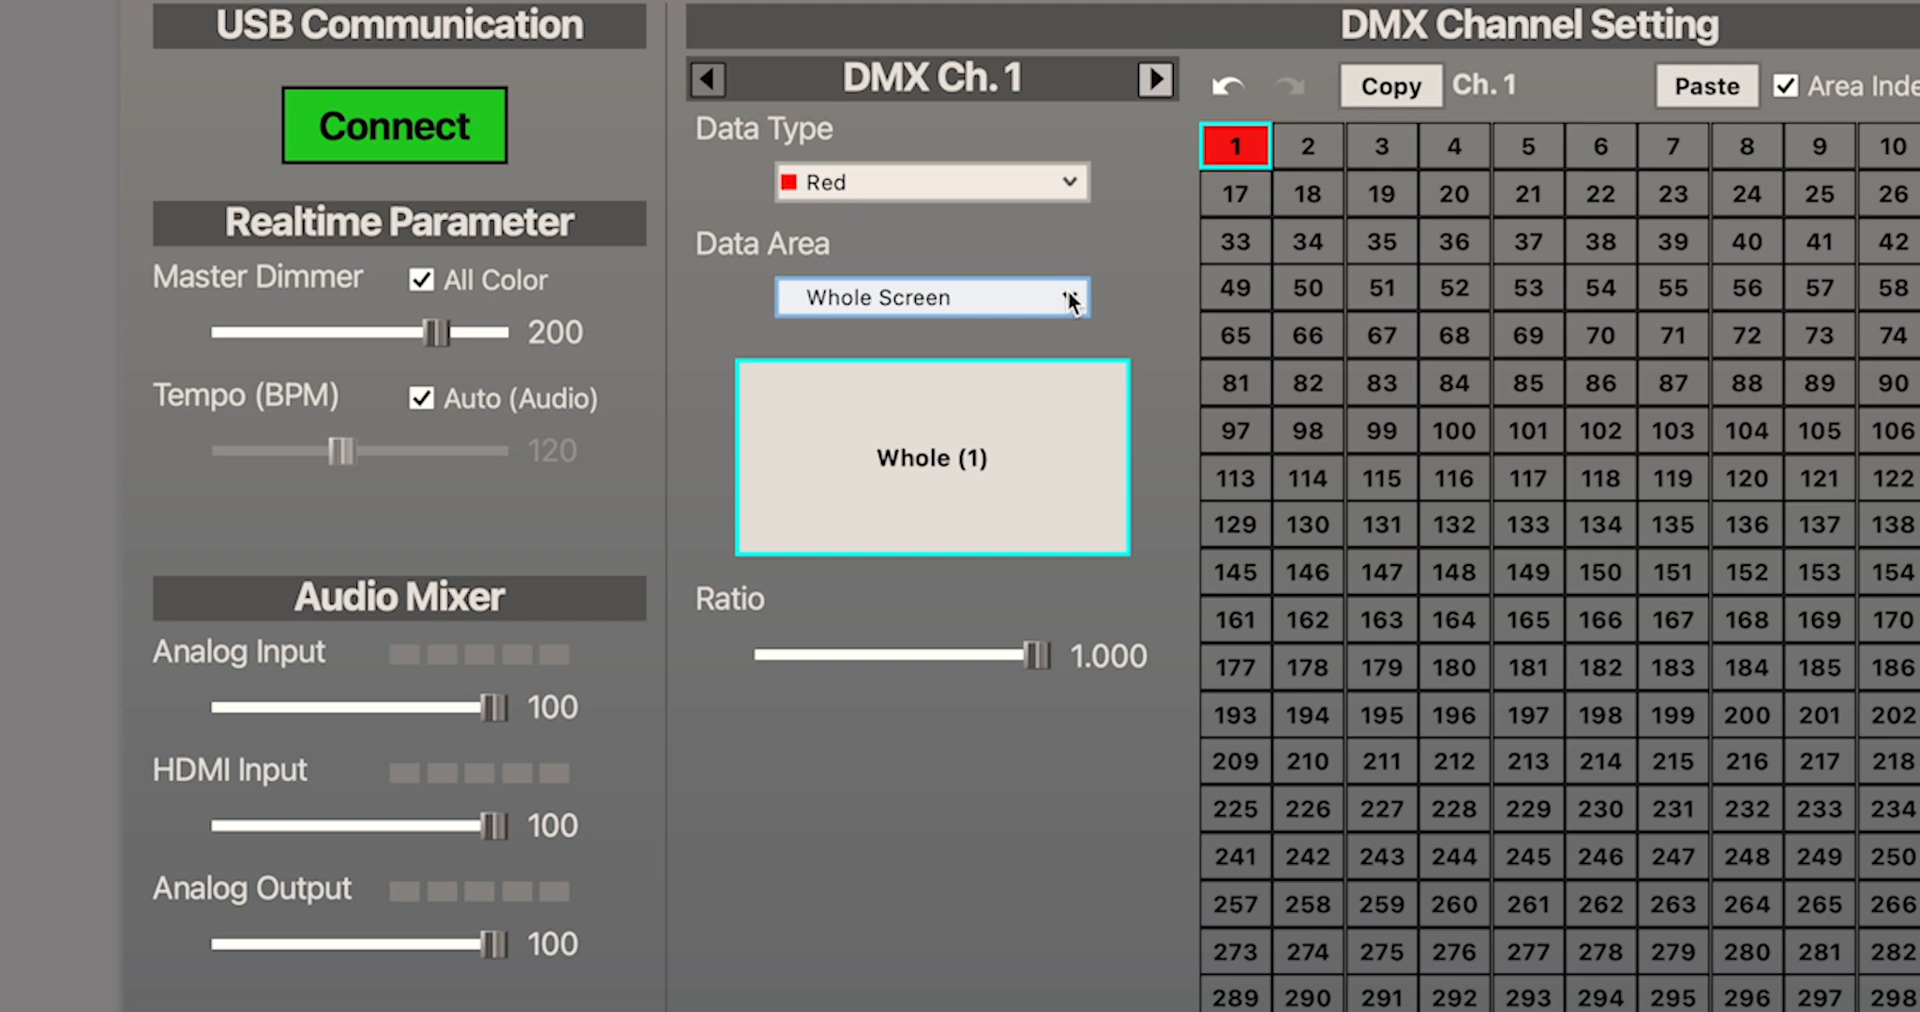 USB Communication
Connect
Realtime Parameter
Master Dimmer
All Color
200
Tempo (BPM)
Auto (Audio)
120
Audio Mixer
Analog Input
100
HDMI Input
100
Analog Output
100
DMX Channel Setting
DMX Ch. 1
Data Type
Red
Data Area
Whole Screen
Whole (1)
Ratio
1.000
Copy Ch. 1 Paste Area Inde
1 2 3 4 5 6 7 8 9 10
17 18 19 20 21 22 23 24 25 26
33 34 35 36 37 38 39 40 41 42
49 50 51 52 53 54 55 56 57 58
65 66 67 68 69 70 71 72 73 74
81 82 83 84 85 86 87 88 89 90
97 98 99 100 101 102 103 104 105 106
113 114 115 116 117 118 119 120 121 122
129 130 131 132 133 134 135 136 137 138
145 146 147 148 149 150 151 152 153 154
161 162 163 164 165 166 167 168 169 170
177 178 179 180 181 182 183 184 185 186
193 194 195 196 197 198 199 200 201 202
209 210 211 212 213 214 215 216 217 218
225 226 227 228 229 230 231 232 233 234
241 242 243 244 245 246 247 248 249 250
257 258 259 260 261 262 263 264 265 266
273 274 275 276 277 278 279 280 281 282
289 290 291 292 293 294 295 296 297 298